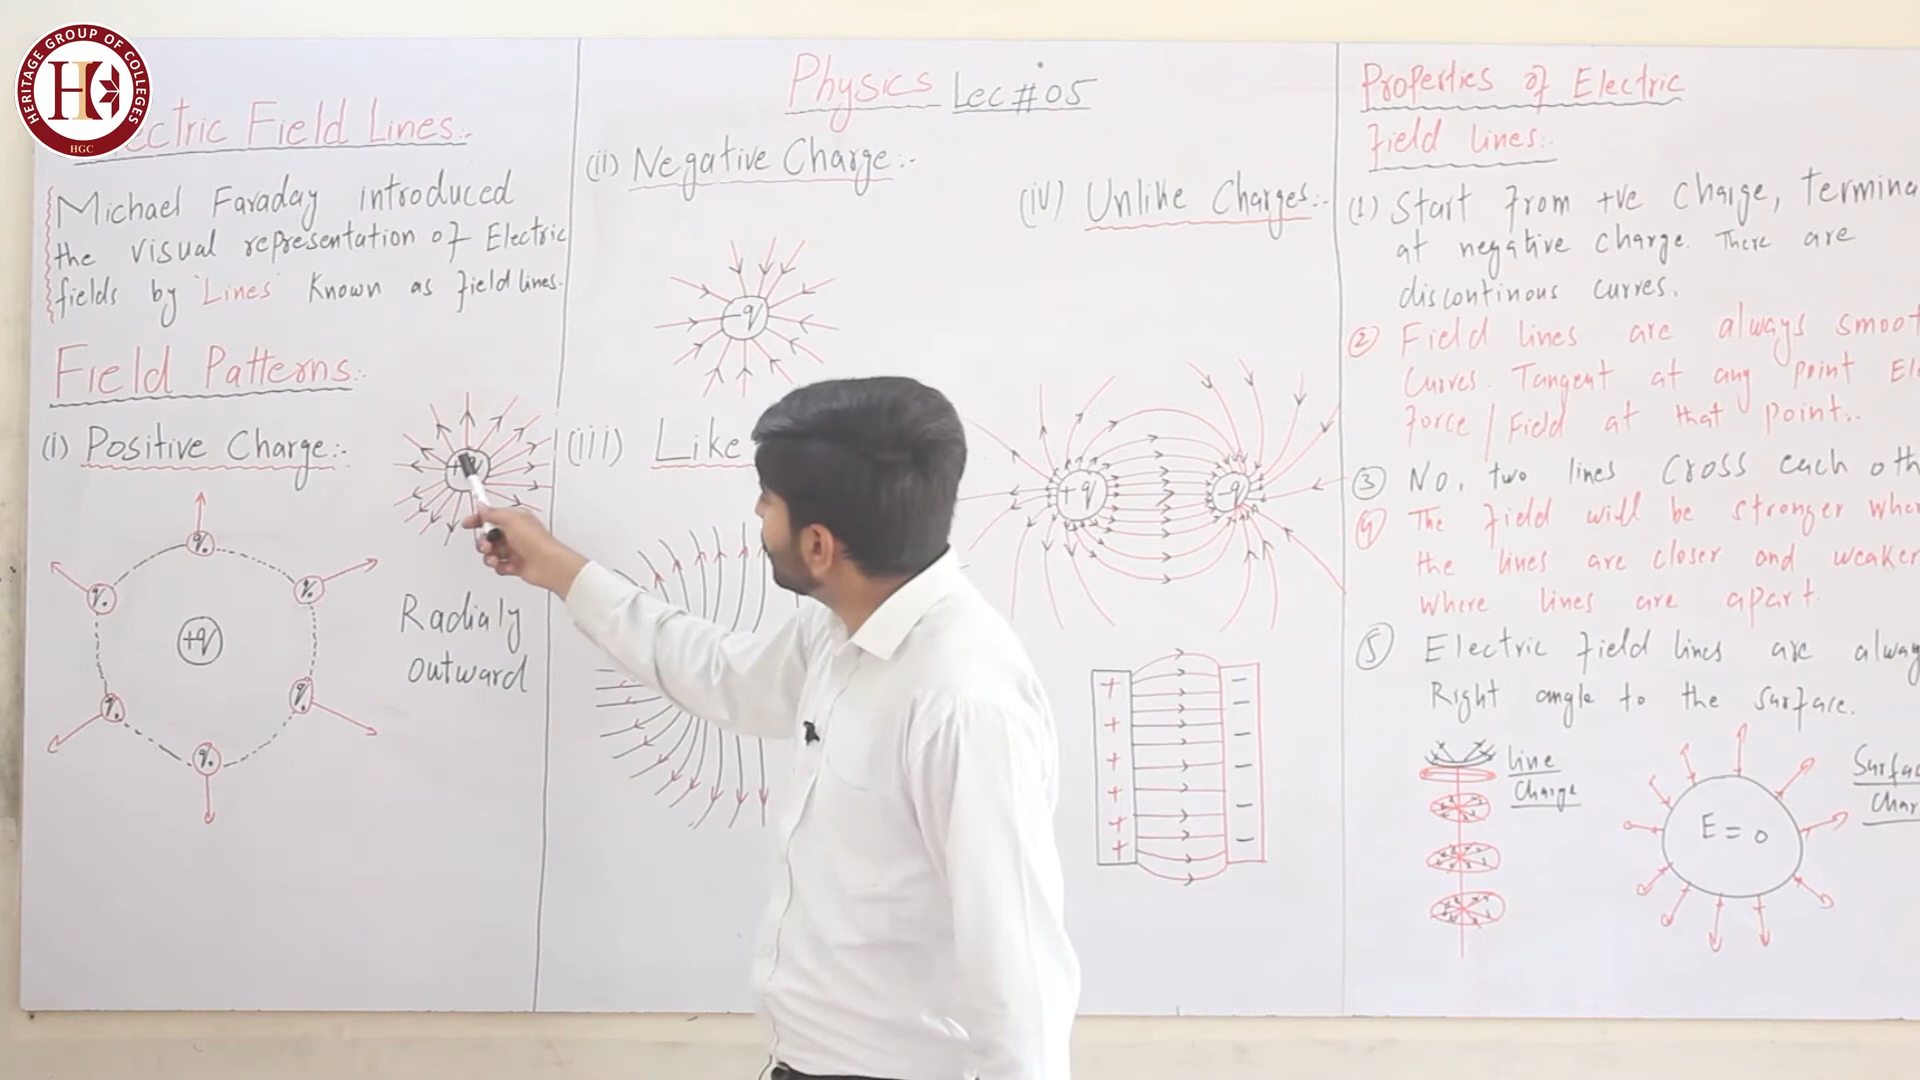 HERITAGE GROUP OF COLLEGES
HGC
ectric Field Lines:-
Michael Faraday introduced
the visual representation of Electric
fields by 'Lines' Known as field lines.
Field Patterns:-
(i) Positive Charge:-
+q
q.
q.
q.
q.
q.
q.
+q
Radialy
outward
Physics Lec #05
(ii) Negative Charge:-
-q
(iii) Like
(iv) Unlike Charges:-
+q
-q
+ -
+ -
+ -
+ -
+ -
+
Properties of Electric
field lines:-
(1) Start from +ve charge, termina
at negative charge. There are
discontinous curves.
(2) Field lines are always smoot
Curves. Tangent at any point El
force / Field at that point..
(3) No, two lines Cross each oth
(4) The field will be stronger wher
the lines are closer and weaker
where lines are apart.
(5) Electric field lines are alway
Right angle to the surface.
Line
Charge
E = 0
Surfac
Char